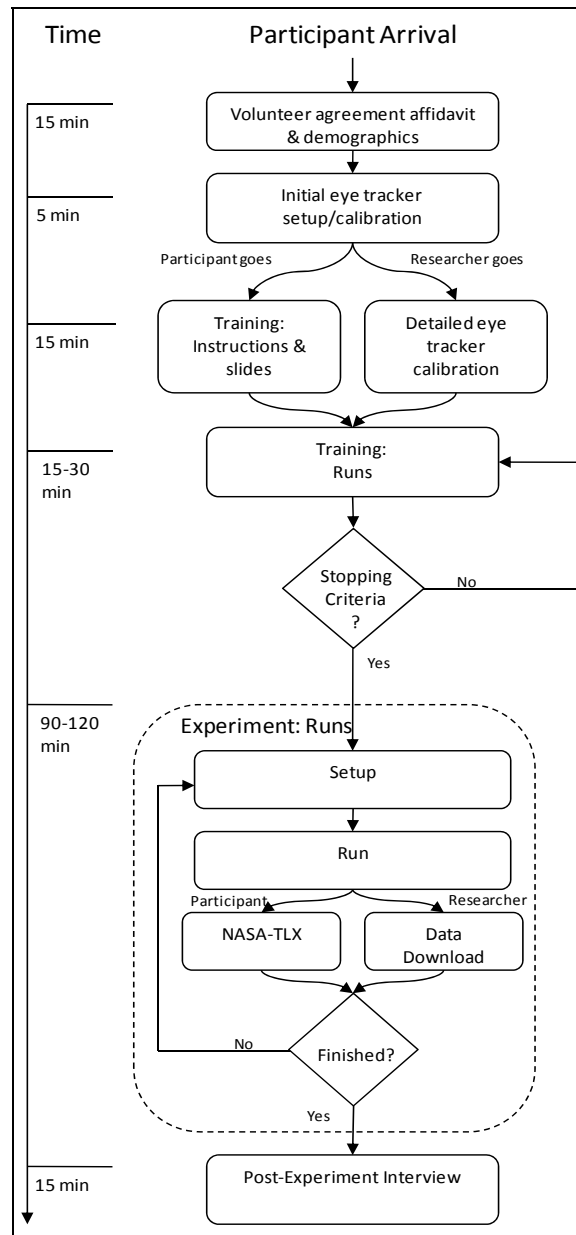 Time
Participant Arrival
15 min
Volunteer agreement affidavit
& demographics
5 min
Initial eye tracker
setup/calibration
Participant goes
Researcher goes
15 min
Training:
Instructions &
slides
Detailed eye
tracker
calibration
15-30
min
Training:
Runs
Stopping
Criteria
?
No
Yes
90-120
min
Experiment: Runs
Setup
Run
Participant
Researcher
NASA-TLX
Data
Download
Finished?
No
Yes
15 min
Post-Experiment Interview